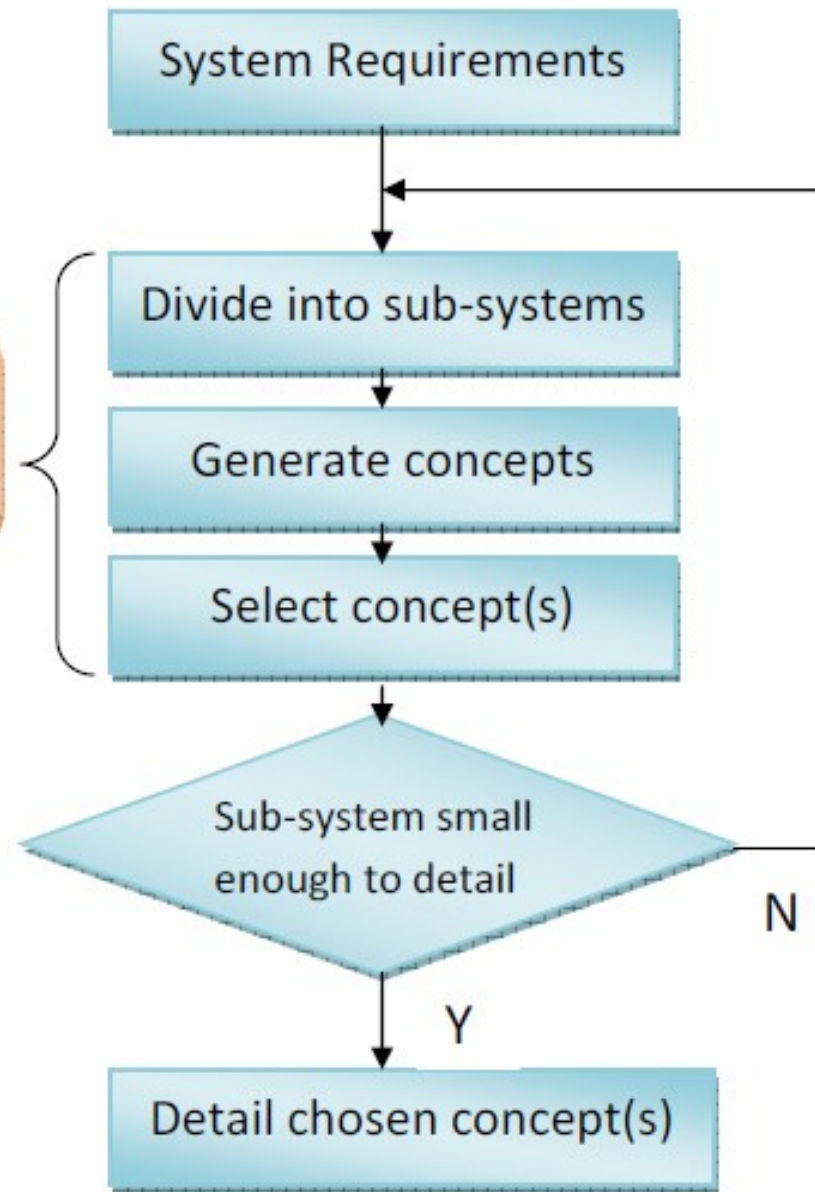 System Requirements
Divide into sub-systems
Generate concepts
Select concept(s)
Sub-system small
enough to detail
N
Y
Detail chosen concept(s)